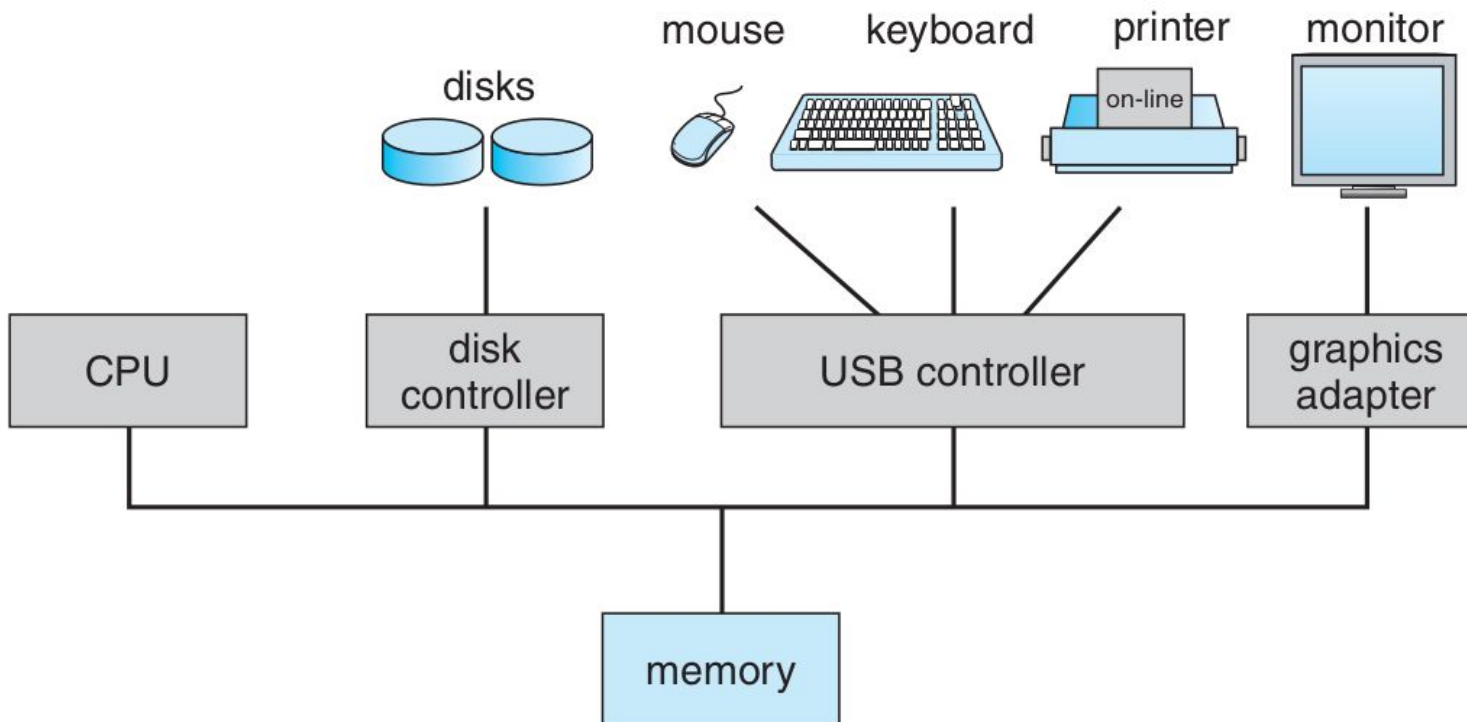 mouse
keyboard
printer
monitor
disks
on-line
CPU
disk
controller
USB controller
graphics
adapter
memory